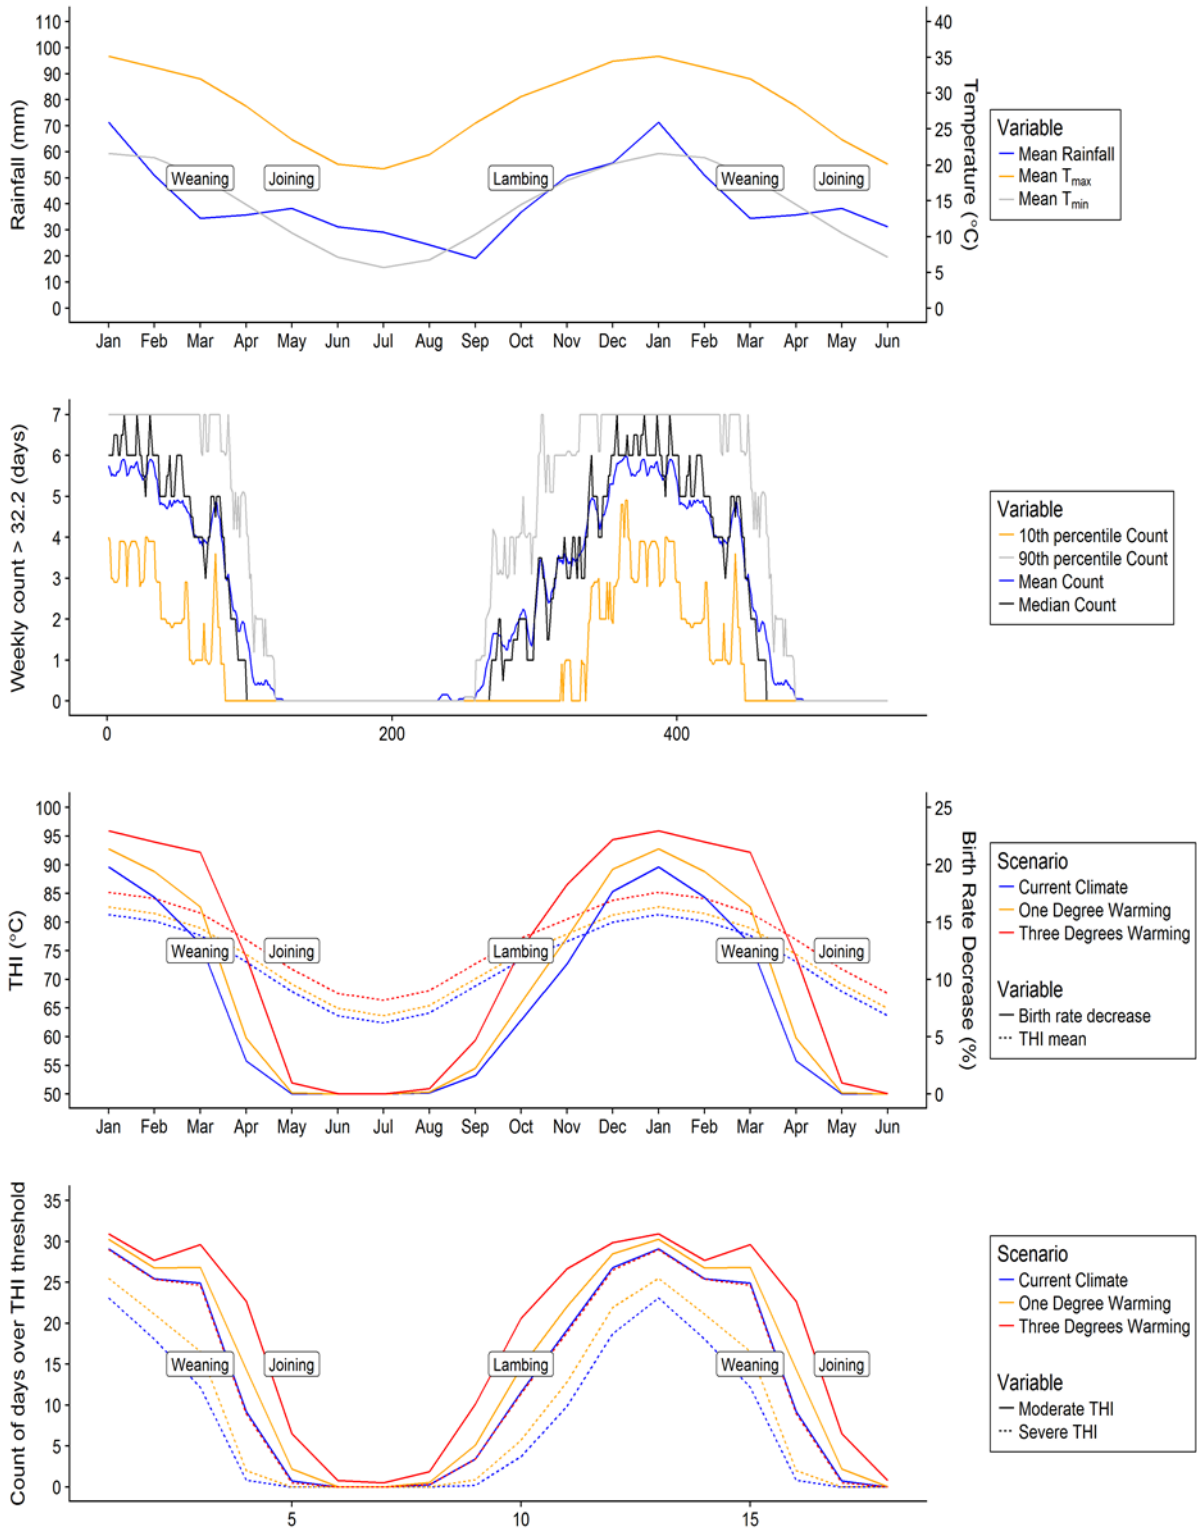 Rainfall (mm)
110
100
90
80
70
60
50
40
30
20
10
0
Weaning
Joining
Lambing
Weaning
Joining
40
35
30
25
20
15
10
5
0
Temperature (°C)
Jan Feb Mar Apr May Jun Jul Aug Sep Oct Nov Dec Jan Feb Mar Apr May Jun
Variable
Mean Rainfall
Mean Tmax
Mean Tmin
Weekly count > 32.2 (days)
7
6
5
4
3
2
1
0
0 200 400
Variable
10th percentile Count
90th percentile Count
Mean Count
Median Count
THI (°C)
100
95
90
85
80
75
70
65
60
55
50
Weaning
Joining
Lambing
Weaning
Joining
25
20
15
10
5
0
Birth Rate Decrease (%)
Jan Feb Mar Apr May Jun Jul Aug Sep Oct Nov Dec Jan Feb Mar Apr May Jun
Scenario
Current Climate
One Degree Warming
Three Degrees Warming
Variable
Birth rate decrease
THI mean
Count of days over THI threshold
35
30
25
20
15
10
5
0
Weaning
Joining
Lambing
Weaning
Joining
5 10 15
Scenario
Current Climate
One Degree Warming
Three Degrees Warming
Variable
Moderate THI
Severe THI